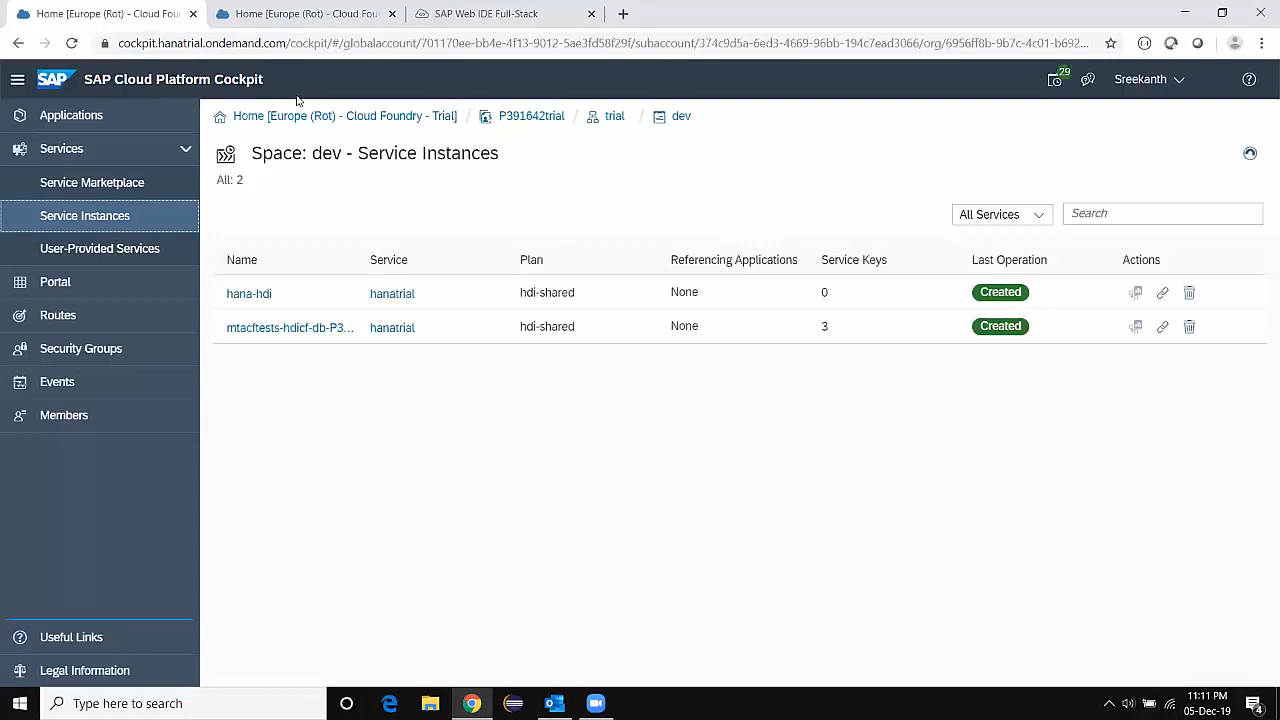 Home [Europe (Rot) - Cloud Foun
Home [Europe (Rot) - Cloud Fou
SAP Web IDE Full-Stack
cockpit.hanatrial.ondemand.com/cockpit/#/globalaccount/701170ee-bb4e-4f13-9012-5ae3fd58f29f/subaccount/374c9d5a-6ed3-4669-96bb-194c7ead3066/org/6956ff8b-9b7c-4c01-b692...
SAP SAP Cloud Platform Cockpit
29
Sreekanth
Applications
Services
Service Marketplace
Service Instances
User-Provided Services
Portal
Routes
Security Groups
Events
Members
Useful Links
Legal Information
Home [Europe (Rot) - Cloud Foundry - Trial] / P391642trial / trial / dev
Space: dev - Service Instances
All: 2
All Services
Search
Name Service Plan Referencing Applications Service Keys Last Operation Actions
hana-hdi hanatrial hdi-shared None 0 Created
mtacftests-hdicf-db-P3... hanatrial hdi-shared None 3 Created
Type here to search
11:11 PM
05-Dec-19
4